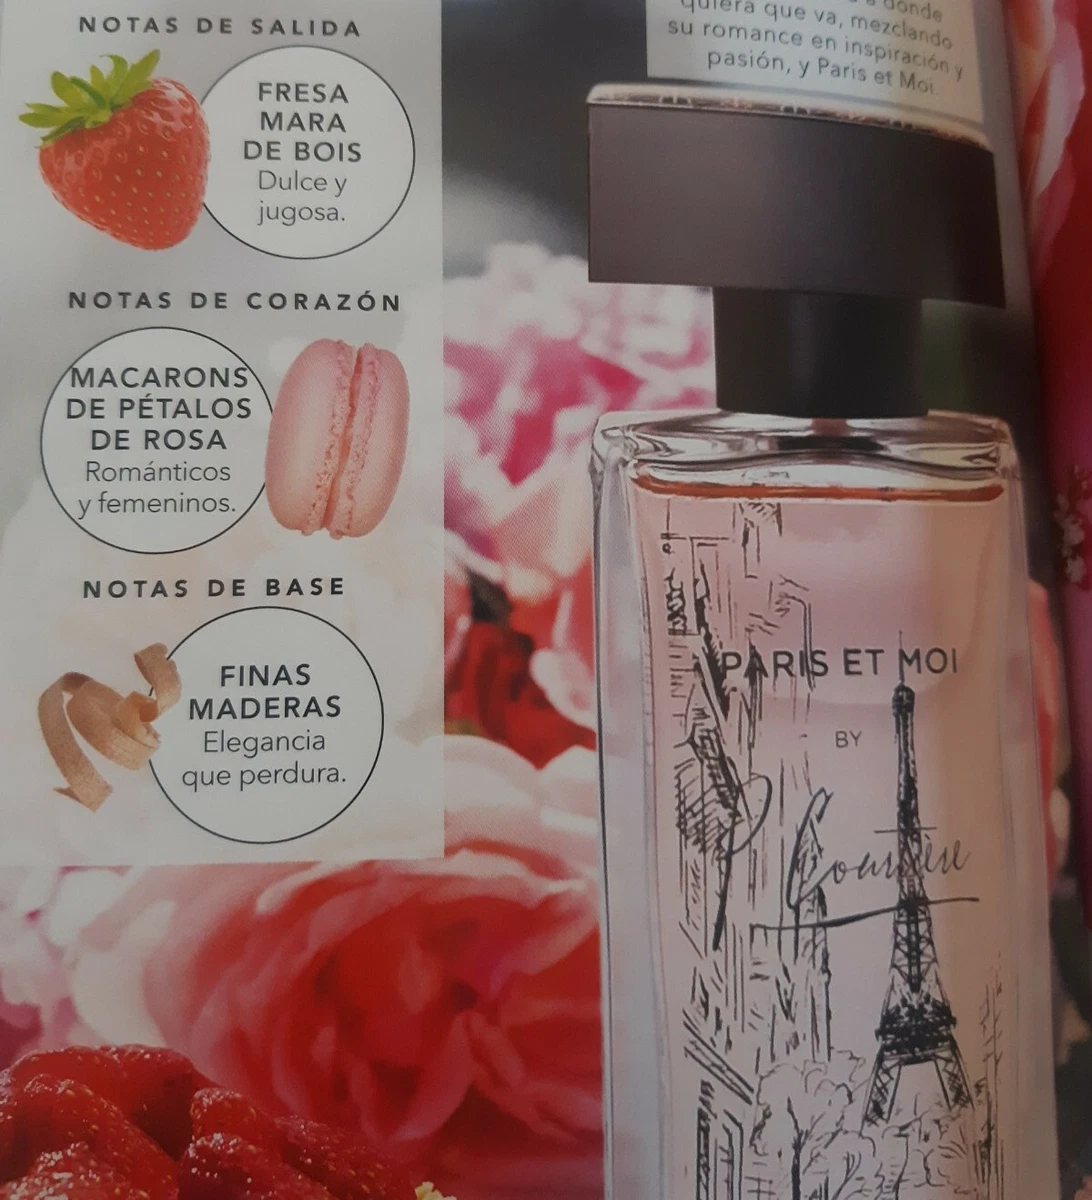 NOTAS DE SALIDA
FRESA
MARA
DE BOIS
Dulce y
jugosa.
NOTAS DE CORAZÓN
MACARONS
DE PÉTALOS
DE ROSA
Románticos
y femeninos.
NOTAS DE BASE
FINAS
MADERAS
Elegancia
que perdura.
donde
quiera que va, mezclando
su romance en inspiración y
pasión, y Paris et Moi.
PARIS ET MOI
BY